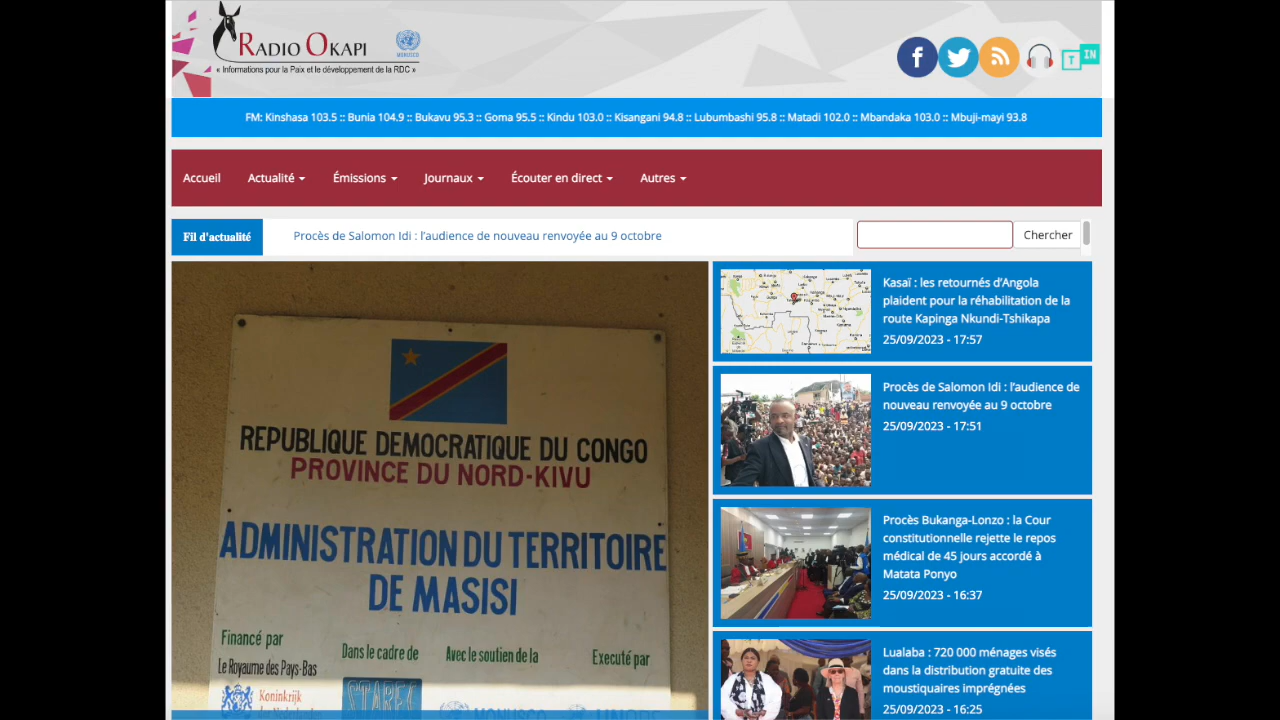 RADIO OKAPI
MONUSCO
« Informations pour la Paix et le développement de la RDC »
T IN
FM: Kinshasa 103.5 :: Bunia 104.9 :: Bukavu 95.3 :: Goma 95.5 :: Kindu 103.0 :: Kisangani 94.8 :: Lubumbashi 95.8 :: Matadi 102.0 :: Mbandaka 103.0 :: Mbuji-mayi 93.8
Accueil Actualité Émissions Journaux Écouter en direct Autres
Fil d'actualité
Procès de Salomon Idi : l'audience de nouveau renvoyée au 9 octobre
Chercher
REPUBLIQUE DEMOCRATIQUE DU CONGO
PROVINCE DU NORD-KIVU
ADMINISTRATION DU TERRITOIRE
DE MASISI
Financé par
Dans le cadre de
Avec le soutien de la
Executé par
Le Royaume des Pays-Bas
Koninkrijk
MONUSCO
Kasaï : les retournés d'Angola
plaident pour la réhabilitation de la
route Kapinga Nkundi-Tshikapa
25/09/2023 - 17:57
Procès de Salomon Idi : l'audience de
nouveau renvoyée au 9 octobre
25/09/2023 - 17:51
Procès Bukanga-Lonzo : la Cour
constitutionnelle rejette le repos
médical de 45 jours accordé à
Matata Ponyo
25/09/2023 - 16:37
Lualaba : 720 000 ménages visés
dans la distribution gratuite des
moustiquaires imprégnées
25/09/2023 - 16:25